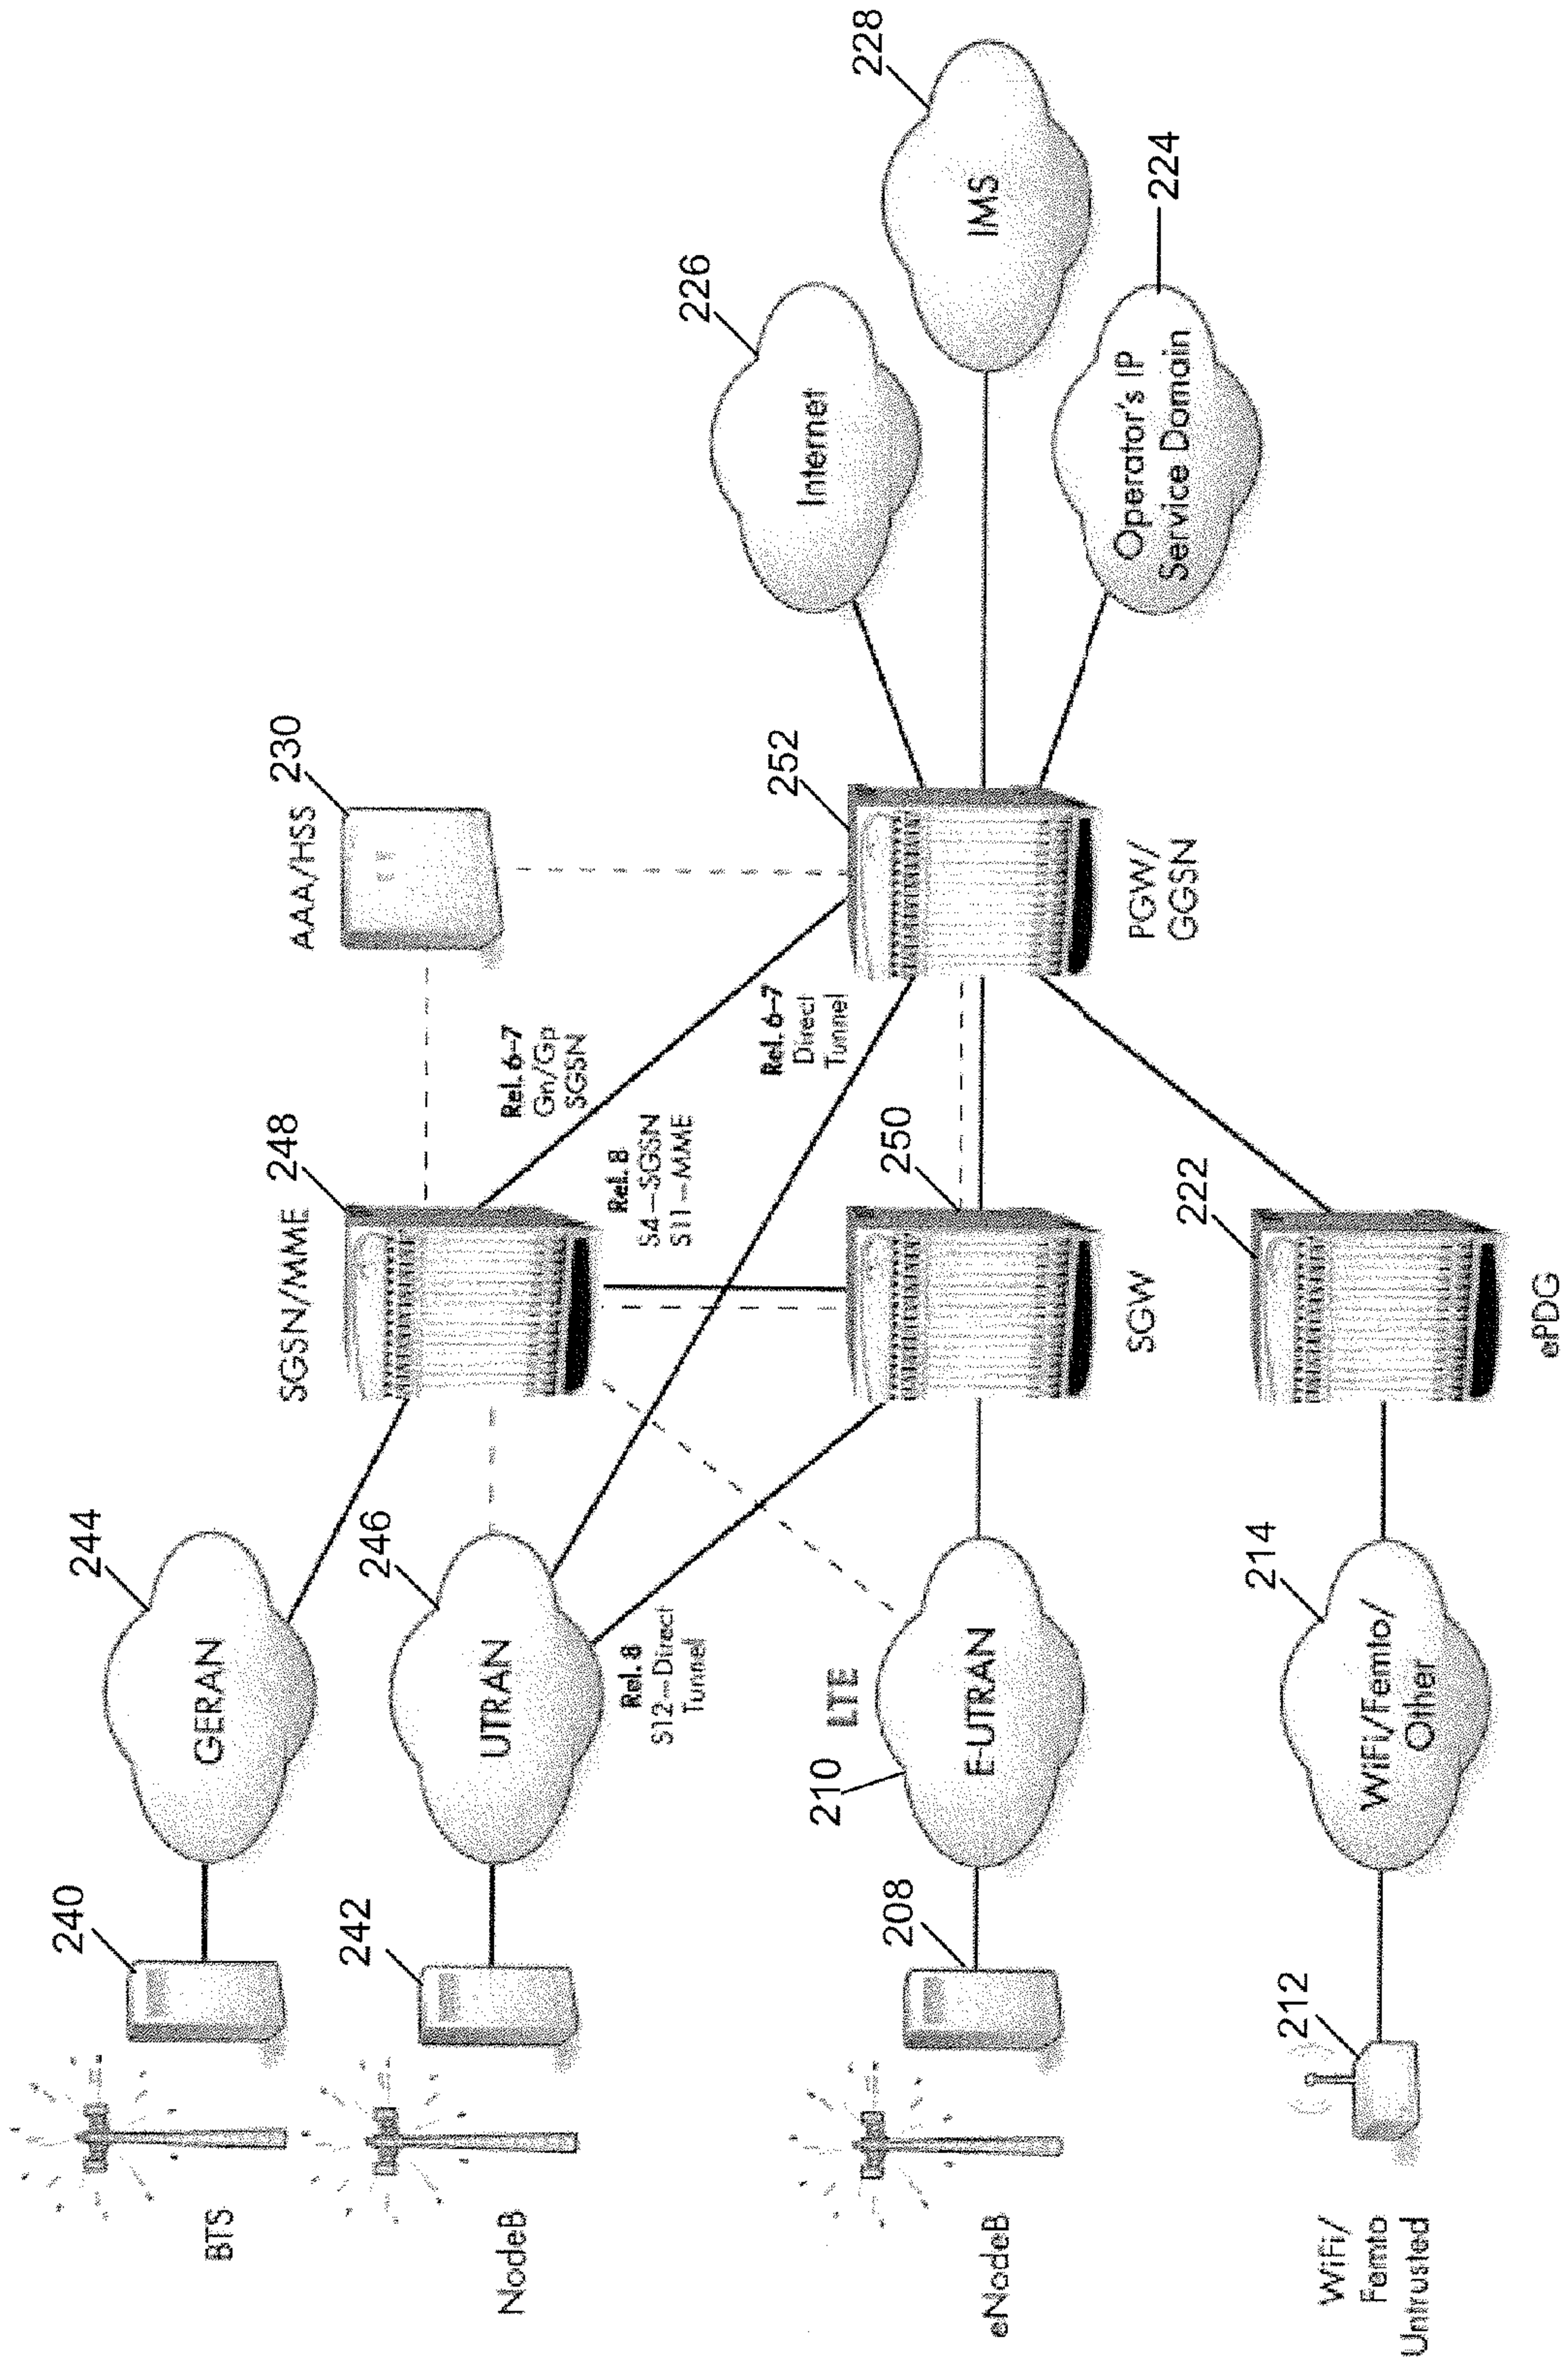 BTS
240
GERAN
244
NodeB
242
UTRAN
246
SGSN/MME
248
AAA/HSS
230
Rel. 6–7
Gn/Gp
SGSN
Rel. 8
S4–SGSN
S11–MME
Rel. 6–7
Direct
Tunnel
Rel. 8
S12–Direct
Tunnel
LTE
eNodeB
208
210
E-UTRAN
250
SGW
252
PGW/
GGSN
226
Internet
228
IMS
224
Operator's IP
Service Domain
WiFi/
Femto
Untrusted
212
214
WiFi/Femto/
Other
222
ePDG